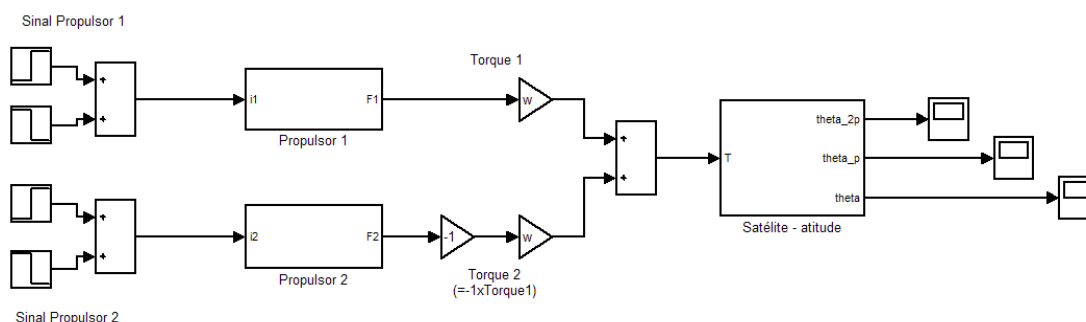 Sinal Propulsor 1
+
+
i1
F1
Propulsor 1
Torque 1
w
+
+
T
theta_2p
theta_p
theta
Satélite - atitude
+
+
i2
F2
Propulsor 2
-1
w
Torque 2
(=-1xTorque1)
Sinal Propulsor 2